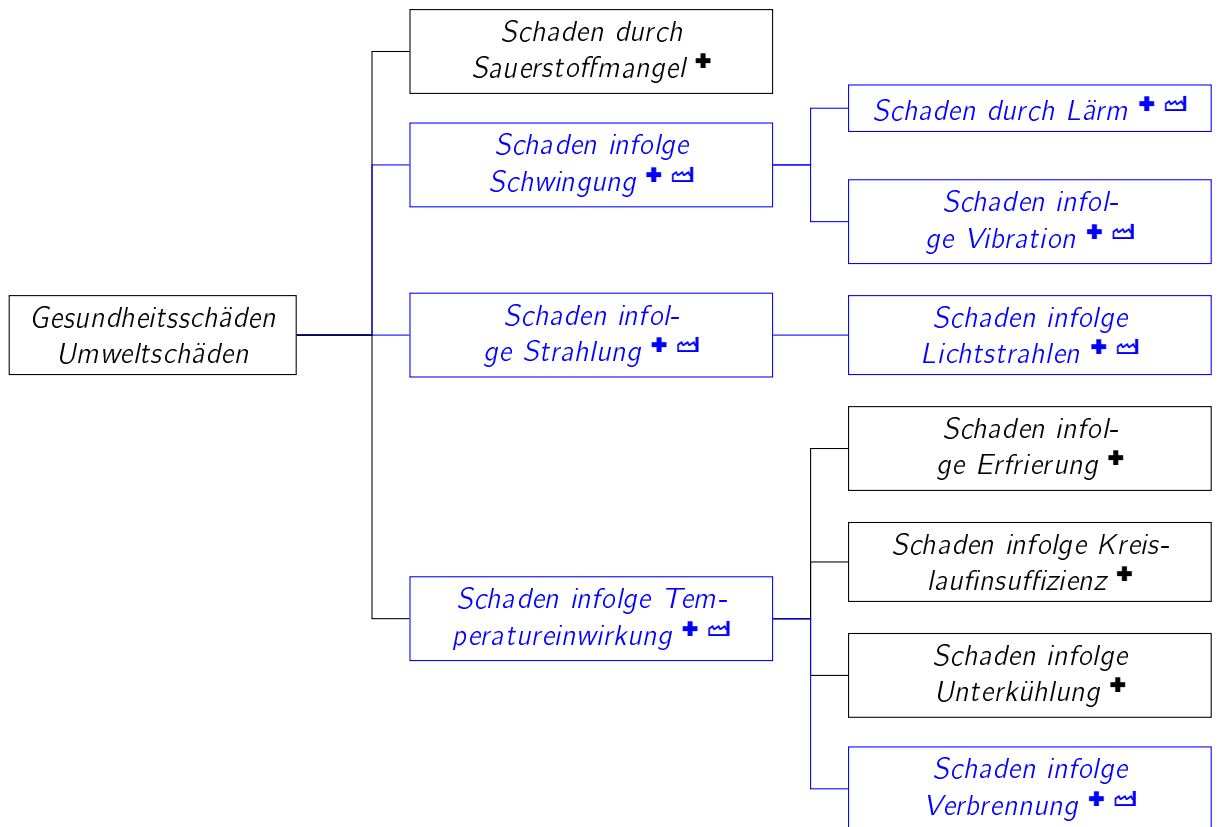 Schaden durch
Sauerstoffmangel ✚
Schaden durch Lärm ✚
Schaden infolge
Schwingung ✚
Schaden infol-
ge Vibration ✚
Gesundheitsschäden
Umweltschäden
Schaden infol-
ge Strahlung ✚
Schaden infolge
Lichtstrahlen ✚
Schaden infol-
ge Erfrierung ✚
Schaden infolge Kreis-
laufinsuffizienz ✚
Schaden infolge Tem-
peratureinwirkung ✚
Schaden infolge
Unterkühlung ✚
Schaden infolge
Verbrennung ✚